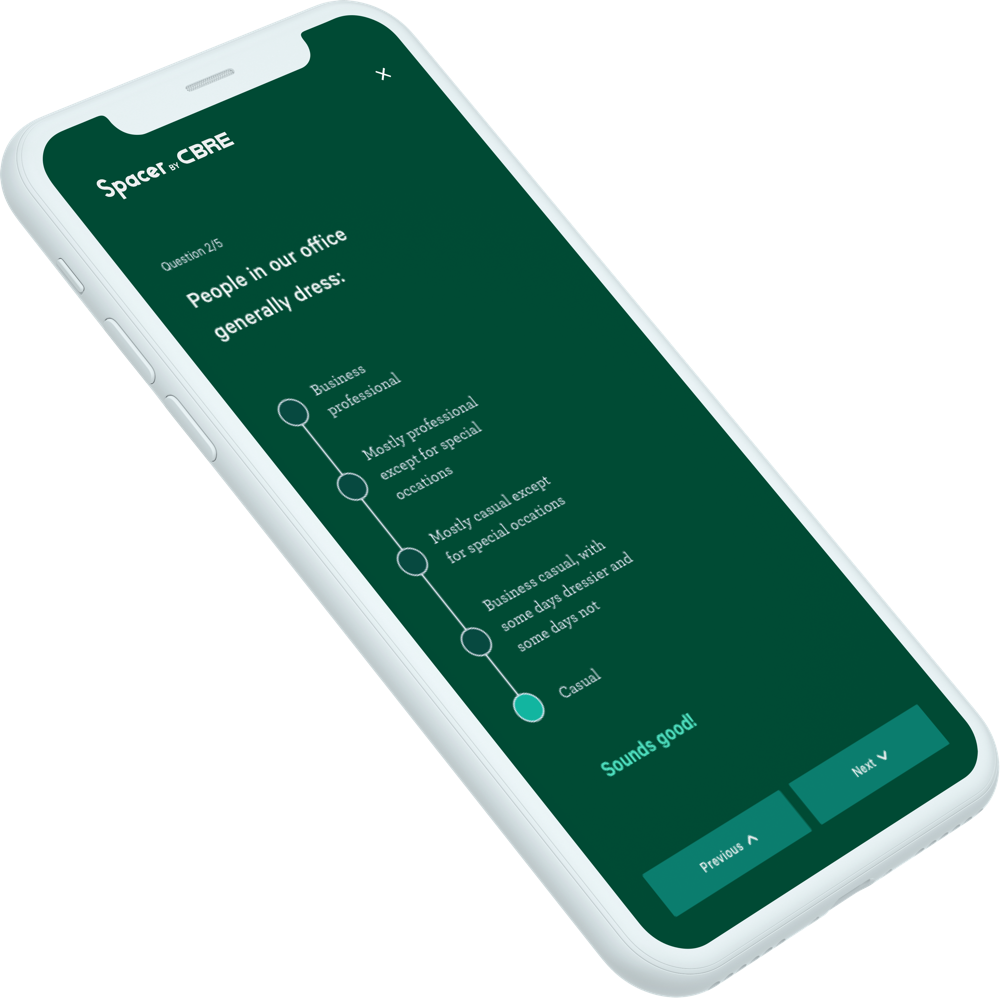 Spacer BY CBRE
Question 2/5
People in our office
generally dress:
Business
professional
Mostly professional
except for special
occations
Mostly casual except
for special occations
Business casual, with
some days dressier and
some days not
Casual
Sounds good!
Previous
Next